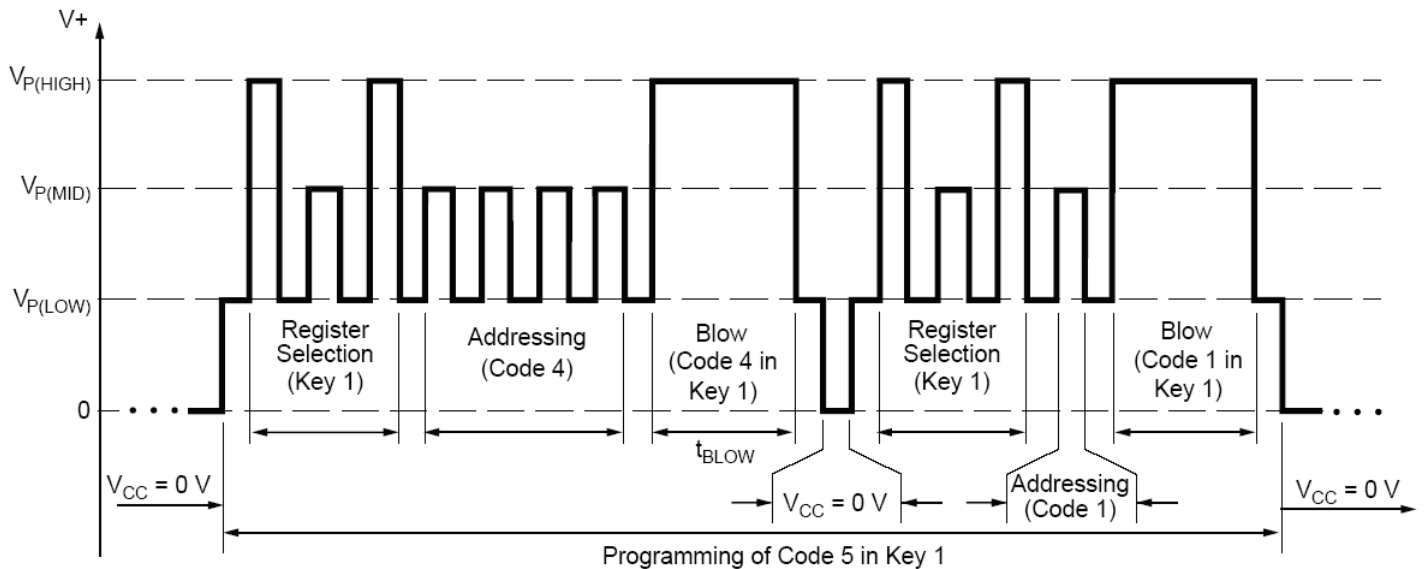 V+
VP(HIGH)
VP(MID)
VP(LOW)
0
Register
Selection
(Key 1)
Addressing
(Code 4)
Blow
(Code 4 in
Key 1)
Register
Selection
(Key 1)
Blow
(Code 1 in
Key 1)
tBLOW
VCC = 0 V
VCC = 0 V
Addressing
(Code 1)
VCC = 0 V
Programming of Code 5 in Key 1